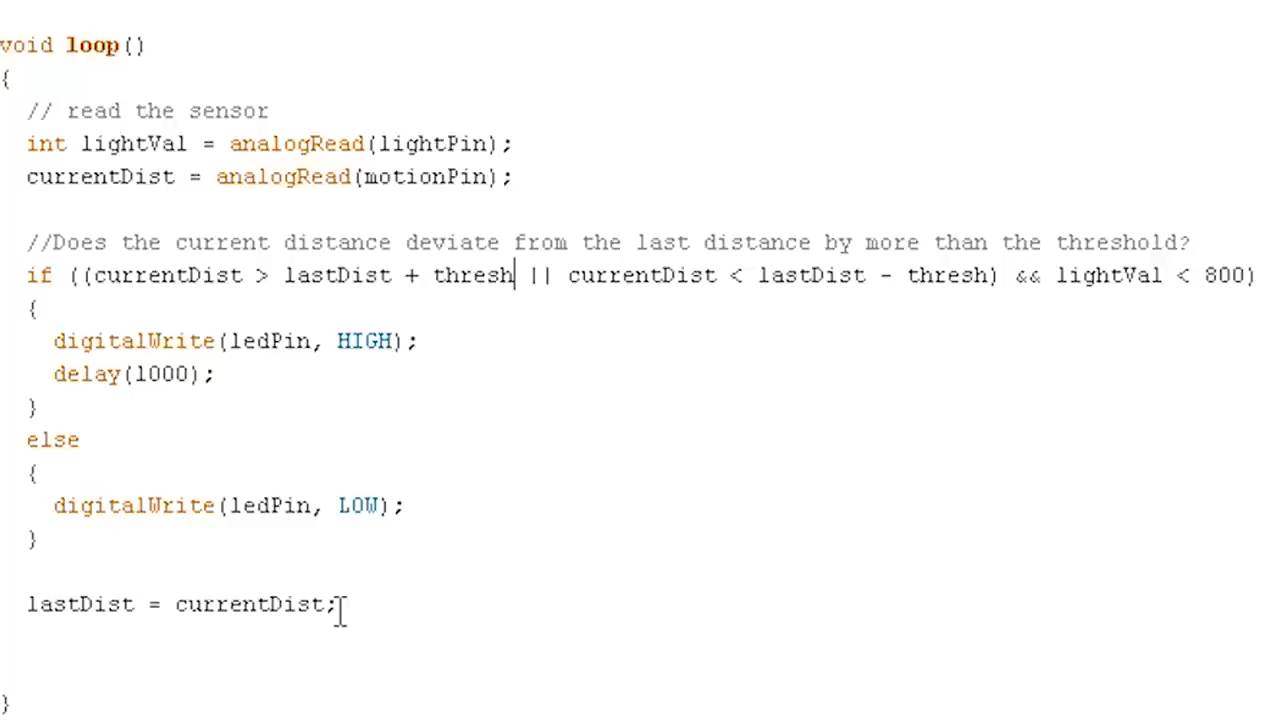 void loop()
{
// read the sensor
int lightVal = analogRead(lightPin);
currentDist = analogRead(motionPin);
//Does the current distance deviate from the last distance by more than the threshold?
if ((currentDist > lastDist + thresh || currentDist < lastDist - thresh) && lightVal < 800)
{
digitalWrite(ledPin, HIGH);
delay(1000);
}
else
{
digitalWrite(ledPin, LOW);
}
lastDist = currentDist;
}